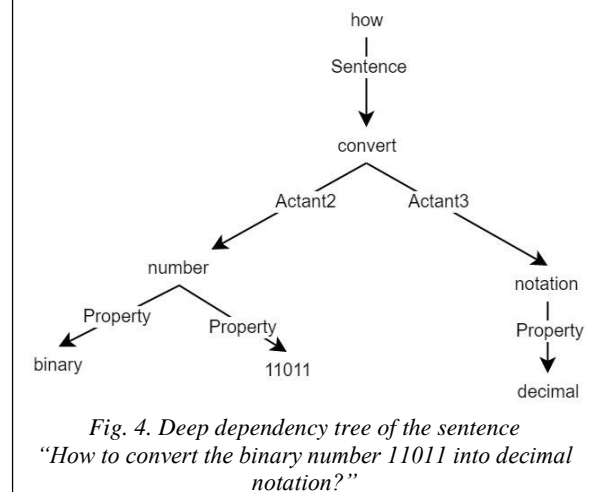 how
Sentence
convert
Actant2 Actant3
number
notation
Property Property
Property
binary 11011
decimal
Fig. 4. Deep dependency tree of the sentence
“How to convert the binary number 11011 into decimal
notation?”